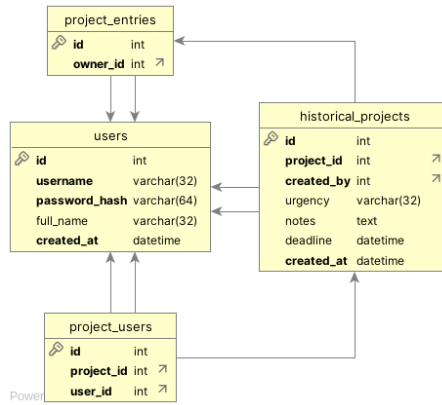 project_entries
id int
owner_id int
users
id int
username varchar(32)
password_hash varchar(64)
full_name varchar(32)
created_at datetime
historical_projects
id int
project_id int
created_by int
urgency varchar(32)
notes text
deadline datetime
created_at datetime
project_users
id int
project_id int
user_id int
Power